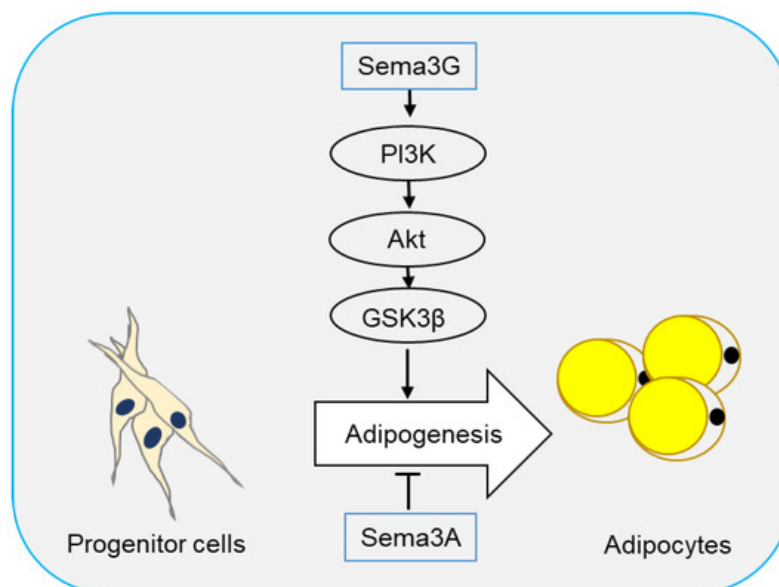 Sema3G
PI3K
Akt
GSK3β
Adipogenesis
Progenitor cells
Sema3A
Adipocytes